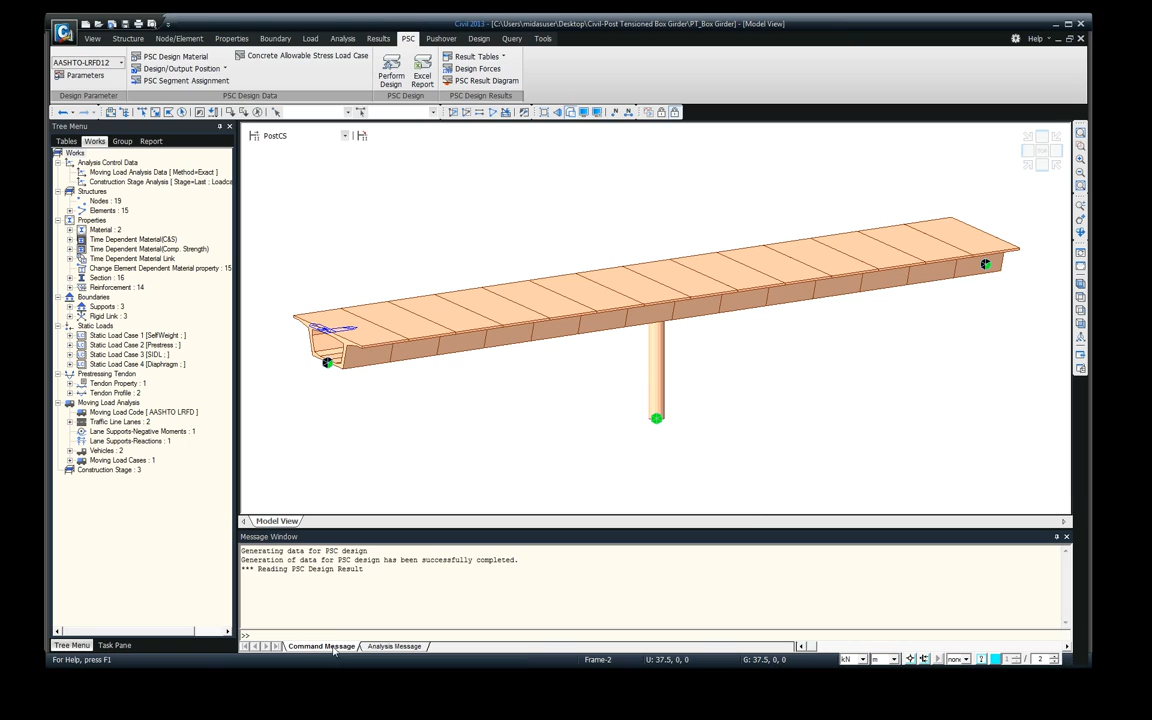 Civil 2013 - [C:\Users\midasuser\Desktop\Civil-Post Tensioned Box Girder\PT_Box Girder] - [Model View]
View Structure Node/Element Properties Boundary Load Analysis Results PSC Pushover Design Query Tools Help
AASHTO-LRFD12
Parameters
Design Parameter
PSC Design Material
Design/Output Position
PSC Segment Assignment
Concrete Allowable Stress Load Case
PSC Design Data
Perform Design
Excel Report
PSC Design
Result Tables
Design Forces
PSC Result Diagram
PSC Design Results
Tree Menu
Tables Works Group Report
Works
Analysis Control Data
Moving Load Analysis Data [ Method=Exact ]
Construction Stage Analysis [ Stage=Last ; Loadca
Structures
Nodes : 19
Elements : 15
Properties
Material : 2
Time Dependent Material(C&S)
Time Dependent Material(Comp. Strength)
Time Dependent Material Link
Change Element Dependent Material property : 15
Section : 16
Reinforcement : 14
Boundaries
Supports : 3
Rigid Link : 3
Static Loads
Static Load Case 1 [SelfWeight ; ]
Static Load Case 2 [Prestress ; ]
Static Load Case 3 [SIDL ; ]
Static Load Case 4 [Diaphragm ; ]
Prestressing Tendon
Tendon Property : 1
Tendon Profile : 2
Moving Load Analysis
Moving Load Code [ AASHTO LRFD ]
Traffic Line Lanes : 2
Lane Supports-Negative Moments : 1
Lane Supports-Reactions : 1
Vehicles : 2
Moving Load Cases : 1
Construction Stage : 3
PostCS
TOP
Model View
Message Window
Generating data for PSC design
Generation of data for PSC design has been successfully completed.
*** Reading PSC Design Result
>>
Command Message Analysis Message
Tree Menu Task Pane
For Help, press F1
Frame-2
U: 37.5, 0, 0
G: 37.5, 0, 0
kN
m
none
1 / 2